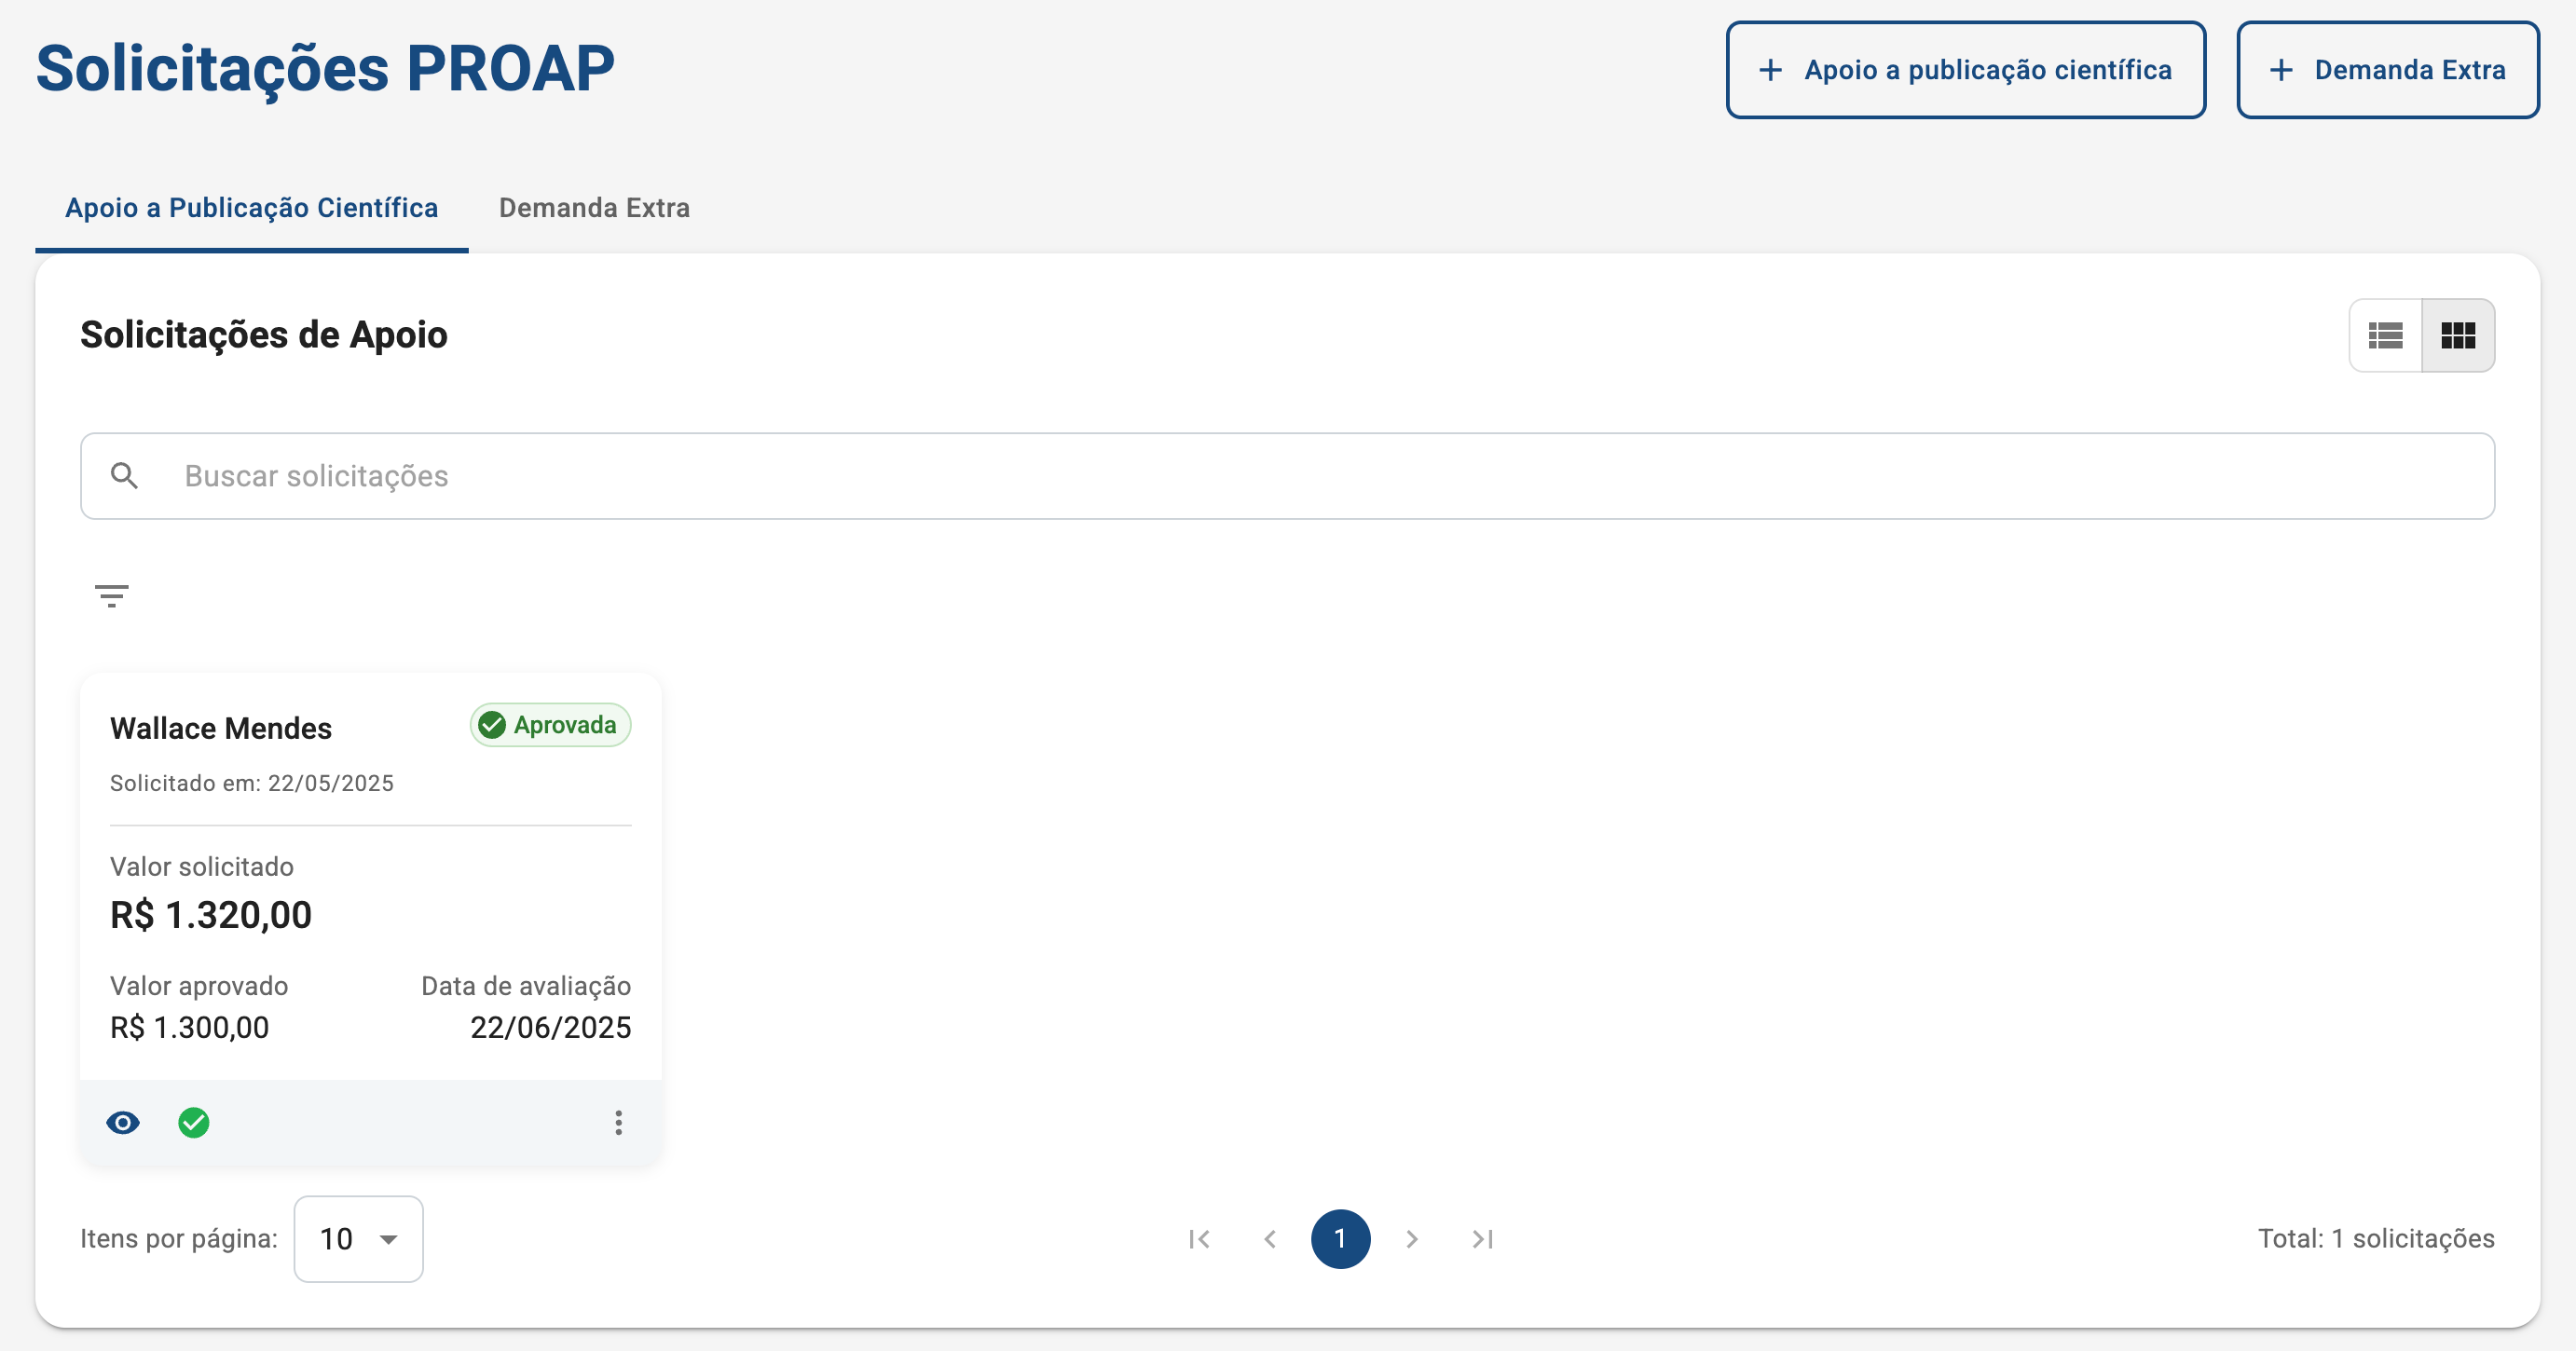 Solicitações PROAP
Apoio a publicação científica
Demanda Extra
Apoio a Publicação Científica
Demanda Extra
Solicitações de Apoio
Buscar solicitações
Wallace Mendes
Aprovada
Solicitado em: 22/05/2025
Valor solicitado
R$ 1.320,00
Valor aprovado
Data de avaliação
R$ 1.300,00
22/06/2025
Itens por página:
10
1
Total: 1 solicitações